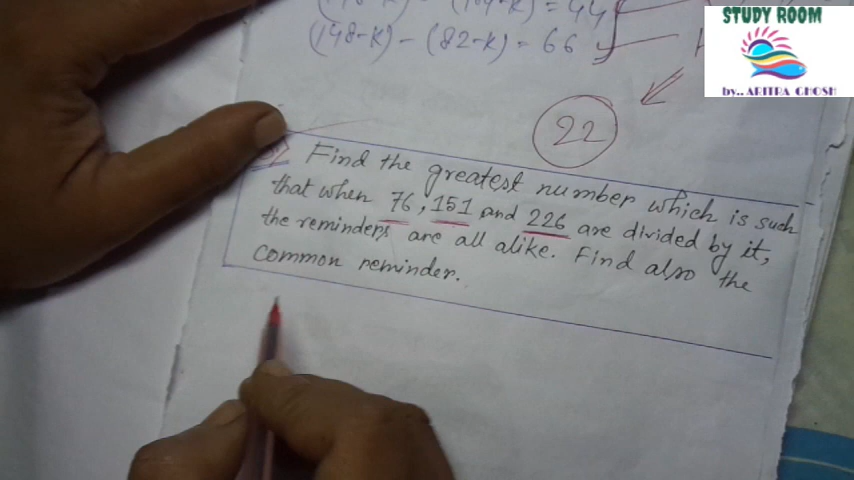 (148-K) - (82-K) = 66
22
Find the greatest number which is such
that when 76, 151 and 226 are divided by it,
the reminders are all alike. Find also the
common reminder.
STUDY ROOM
by.. ARITRA GHOSH